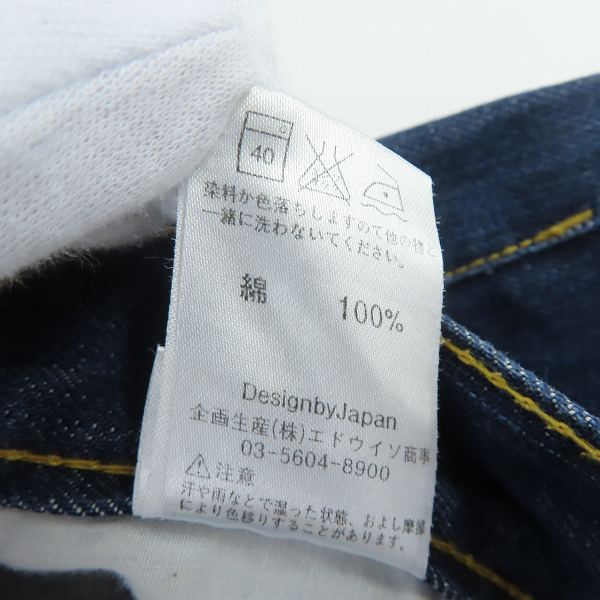 40
染料が色落ちしますので他の物と
一緒に洗わないでください。
綿 100%
DesignbyJapan
企画生産(株)エドウイン商事
03-5604-8900
⚠注意
汗や雨などで湿った状態、および摩擦
により色移りすることがあります。